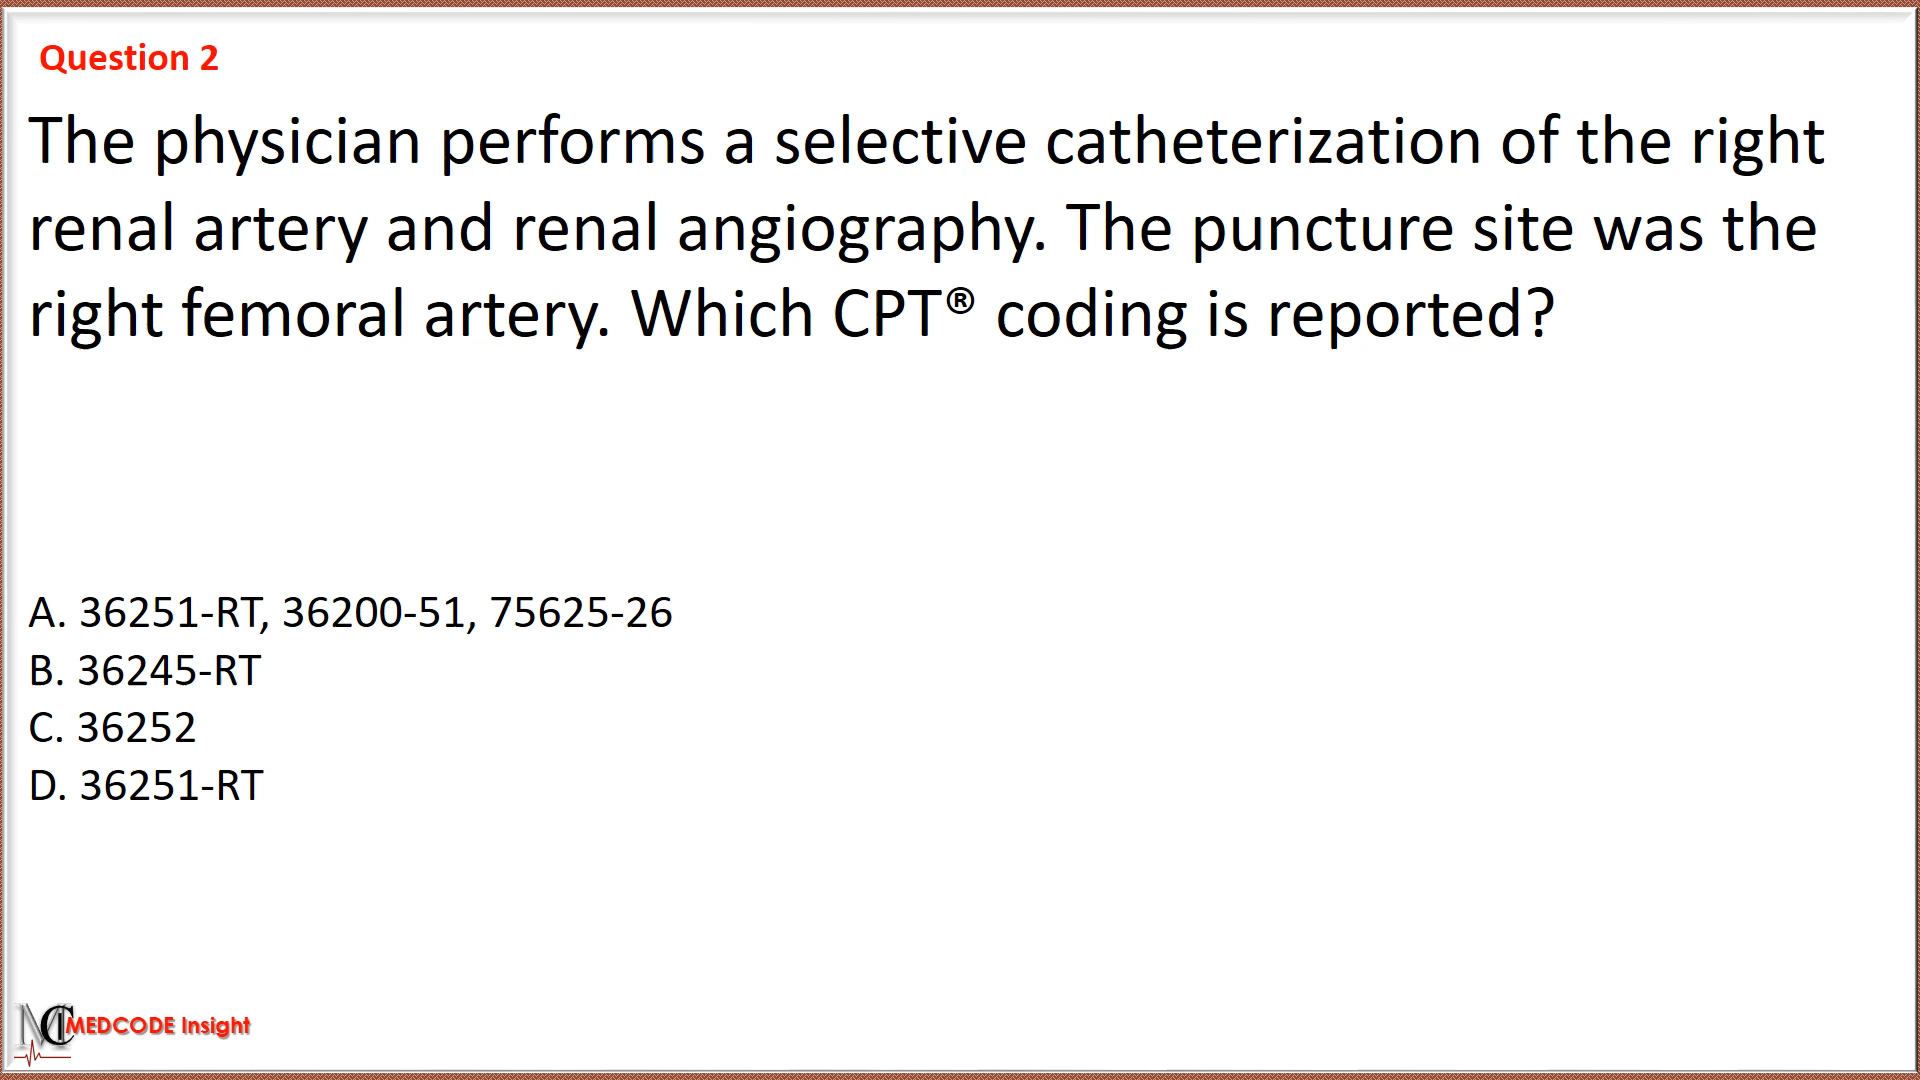 Question 2
The physician performs a selective catheterization of the right
renal artery and renal angiography. The puncture site was the
right femoral artery. Which CPT® coding is reported?
A. 36251-RT, 36200-51, 75625-26
B. 36245-RT
C. 36252
D. 36251-RT
MCI MEDCODE Insight